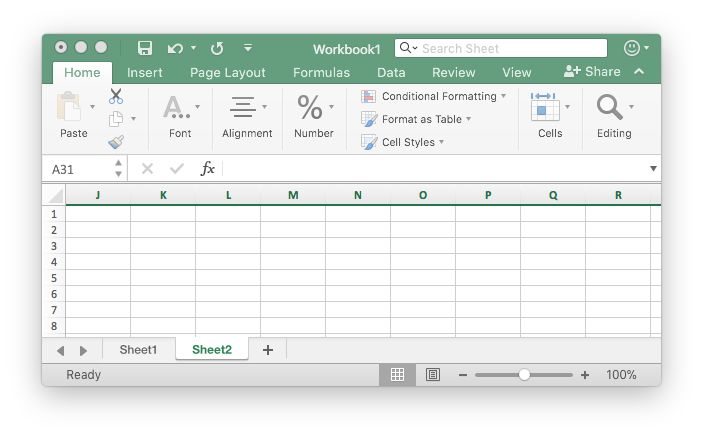 Workbook1 Search Sheet
Home Insert Page Layout Formulas Data Review View Share
Paste A... Font Alignment % Number Conditional Formatting Format as Table Cell Styles Cells Editing
A31 fx
J K L M N O P Q R
1
2
3
4
5
6
7
8
Sheet1 Sheet2 +
Ready − + 100%